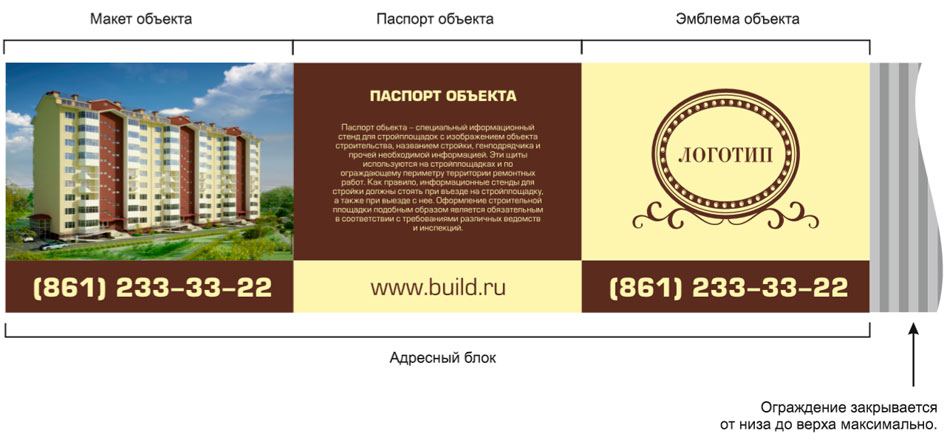 Макет объекта
Паспорт объекта
Эмблема объекта
ПАСПОРТ ОБЪЕКТА
Паспорт обьекта – специальный иформационный
стенд для стройплощадок с изображением объекта
строительства, названием стройки, генподрядчика и
прочей необходимой информацией. Эти щиты
используются на стройплощадках и по
ограждающему периметру территории ремонтных
работ. Как правило, информационные стенды для
стройки должны стоять при въезде на стройплощадку,
а также при выезде с нее. Оформление строительной
площадки подобным образом является обязательным
в соответствии с требованиями различных ведомств
и инспекций.
ЛОГОТИП
(861) 233-33-22
www.build.ru
(861) 233-33-22
Адресный блок
Ограждение закрывается
от низа до верха максимально.